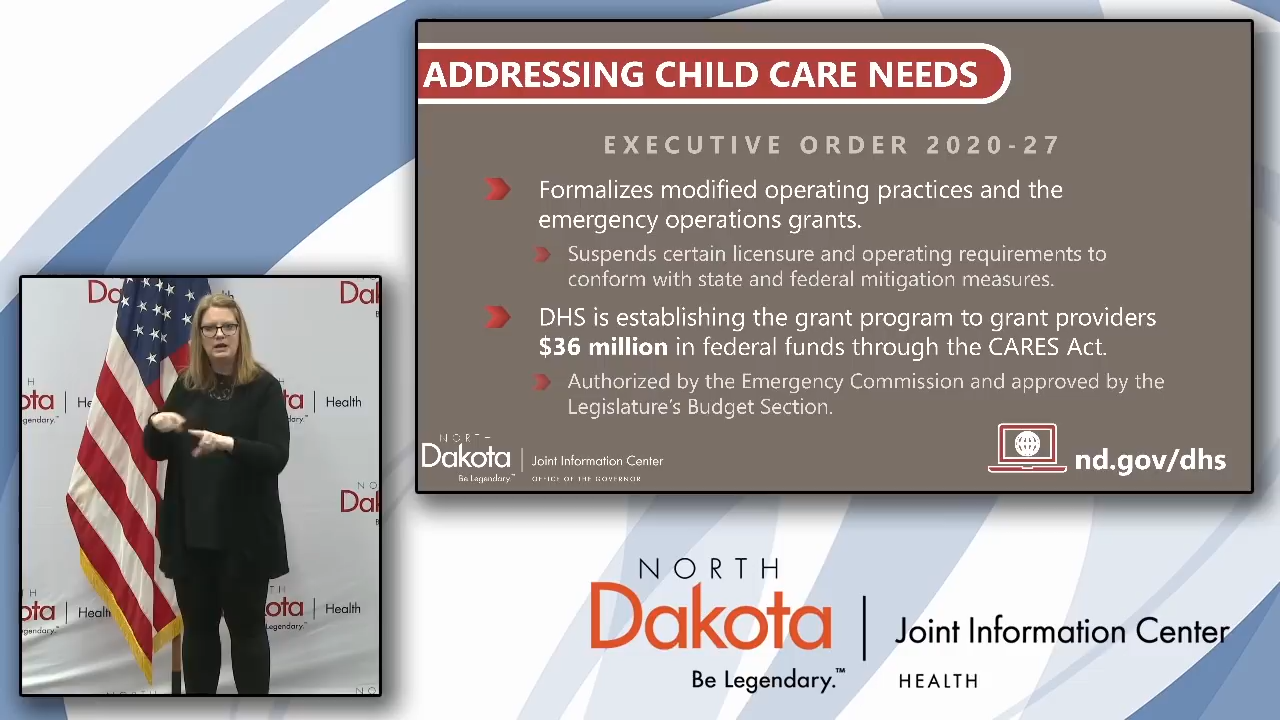 ADDRESSING CHILD CARE NEEDS
EXECUTIVE ORDER 2020-27
Formalizes modified operating practices and the
emergency operations grants.
Suspends certain licensure and operating requirements to
conform with state and federal mitigation measures.
DHS is establishing the grant program to grant providers
$36 million in federal funds through the CARES Act.
Authorized by the Emergency Commission and approved by the
Legislature's Budget Section.
NORTH
Dakota
Be Legendary.™
Joint Information Center
OFFICE OF THE GOVERNOR
nd.gov/dhs
Health
Health
Health
NORTH
Dakota
Be Legendary.™
Joint Information Center
HEALTH